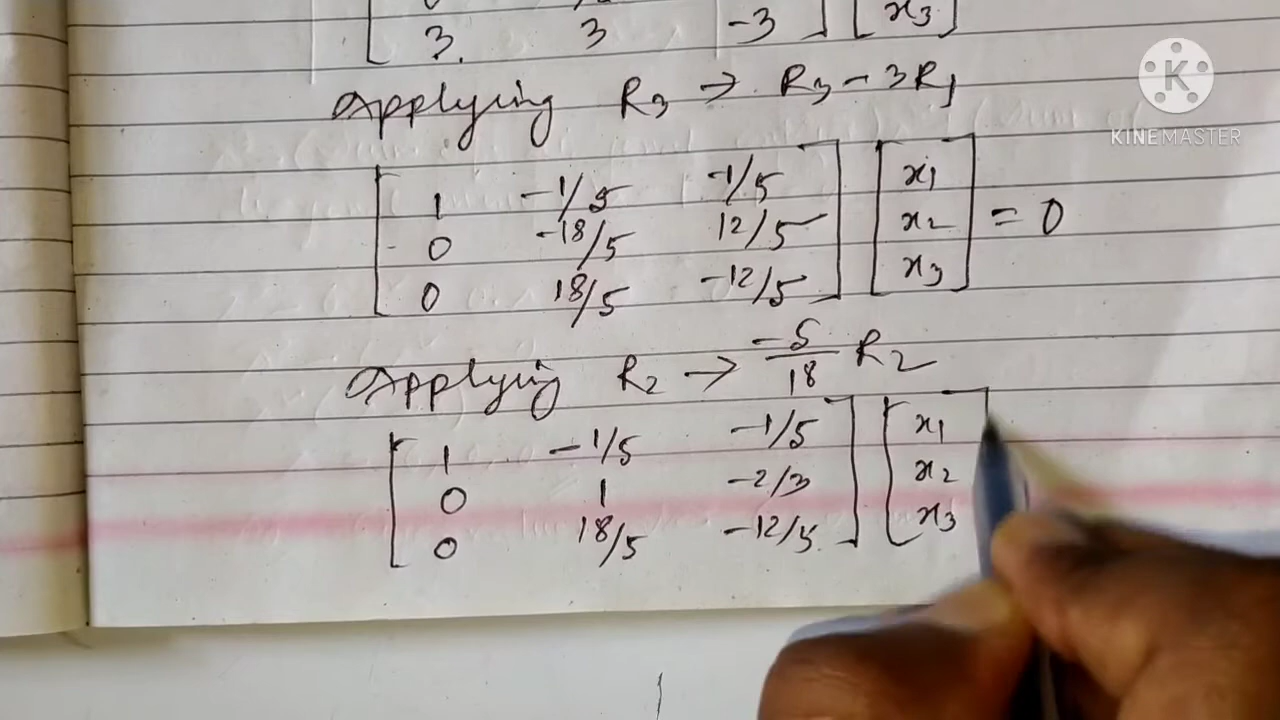 x3
3. 3 -3
Applying R3 → R3 - 3R1
K
KINEMASTER
1 -1/5 -1/5 x1
0 -18/5 12/5 x2 = 0
0 18/5 -12/5 x3
Applying R2 → -5/18 R2
1 -1/5 -1/5 x1
0 1 -2/3 x2
0 18/5 -12/5 x3